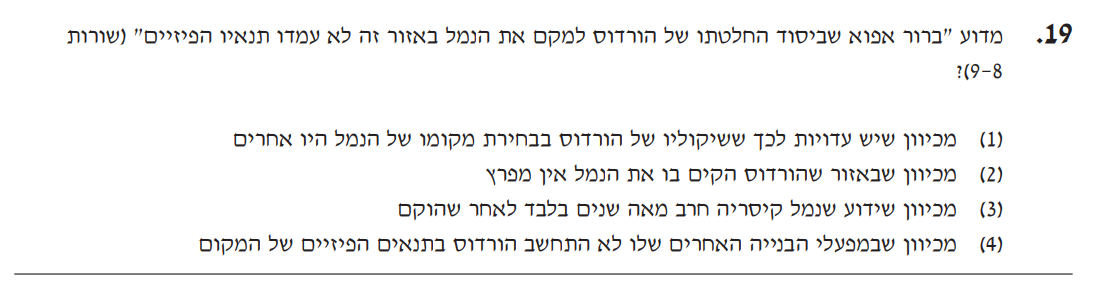 19. מדוע "ברור אפוא שביסוד החלטתו של הורדוס למקם את הנמל באזור זה לא עמדו תנאיו הפיזיים" (שורות
8–9)?
(1) מכיוון שיש עדויות לכך ששיקוליו של הורדוס בבחירת מקומו של הנמל היו אחרים
(2) מכיוון שבאזור שהורדוס הקים בו את הנמל אין מפרץ
(3) מכיוון שידוע שנמל קיסריה חרב מאה שנים בלבד לאחר שהוקם
(4) מכיוון שבמפעלי הבנייה האחרים שלו לא התחשב הורדוס בתנאים הפיזיים של המקום